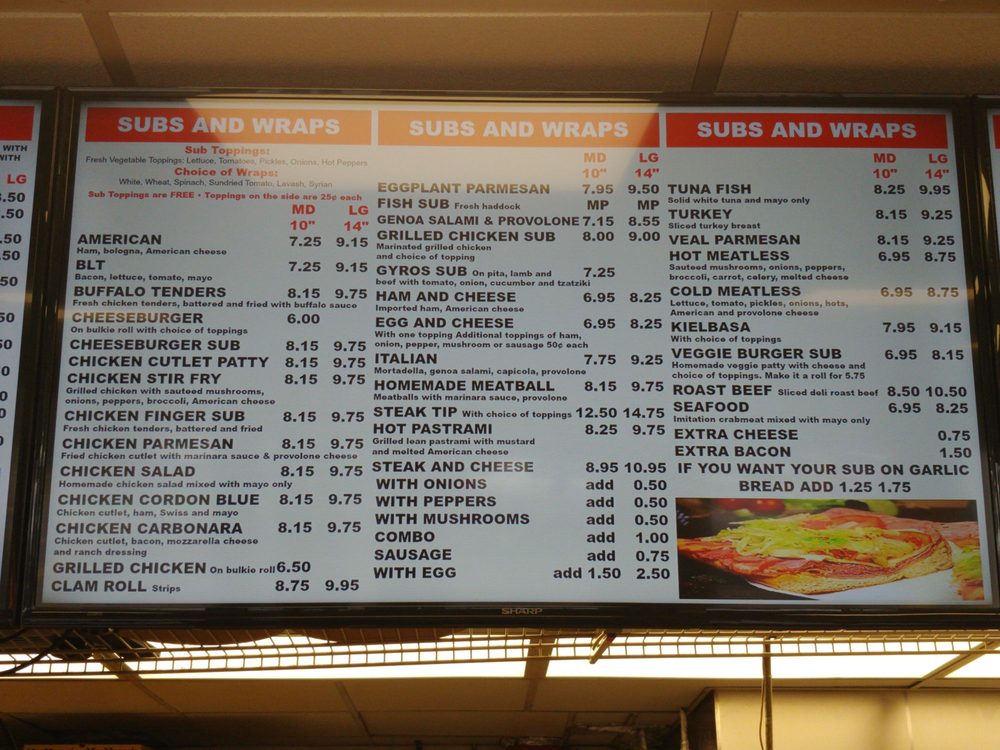 WITH
WITH
LG
8.50
.50
.50
.50
50
50
SUBS AND WRAPS
Sub Toppings:
Fresh Vegetable Toppings: Lettuce, Tomatoes, Pickles, Onions, Hot Peppers
Choice of Wraps:
White, Wheat, Spinach, Sundried Tomato, Lavash, Syrian
Sub Toppings are FREE • Toppings on the side are 25¢ each
MD LG
10" 14"
AMERICAN 7.25 9.15
Ham, bologna, American cheese
BLT 7.25 9.15
Bacon, lettuce, tomato, mayo
BUFFALO TENDERS 8.15 9.75
Fresh chicken tenders, battered and fried with buffalo sauce
CHEESEBURGER 6.00
On bulkie roll with choice of toppings
CHEESEBURGER SUB 8.15 9.75
CHICKEN CUTLET PATTY 8.15 9.75
CHICKEN STIR FRY 8.15 9.75
Grilled chicken with sauteed mushrooms,
onions, peppers, broccoli, American cheese
CHICKEN FINGER SUB 8.15 9.75
Fresh chicken tenders, battered and fried
CHICKEN PARMESAN 8.15 9.75
Fried chicken cutlet with marinara sauce & provolone cheese
CHICKEN SALAD 8.15 9.75
Homemade chicken salad mixed with mayo only
CHICKEN CORDON BLUE 8.15 9.75
Chicken cutlet, ham, Swiss and mayo
CHICKEN CARBONARA 8.15 9.75
Chicken cutlet, bacon, mozzarella cheese
and ranch dressing
GRILLED CHICKEN On bulkie roll 6.50
CLAM ROLL Strips 8.75 9.95
SUBS AND WRAPS
MD LG
10" 14"
EGGPLANT PARMESAN 7.95 9.50
FISH SUB Fresh haddock MP MP
GENOA SALAMI & PROVOLONE 7.15 8.55
GRILLED CHICKEN SUB 8.00 9.00
Marinated grilled chicken
and choice of topping
GYROS SUB On pita, lamb and 7.25
beef with tomato, onion, cucumber and tzatziki
HAM AND CHEESE 6.95 8.25
Imported ham, American cheese
EGG AND CHEESE 6.95 8.25
With one topping Additional toppings of ham,
onion, pepper, mushroom or sausage 50¢ each
ITALIAN 7.75 9.25
Mortadella, genoa salami, capicola, provolone
HOMEMADE MEATBALL 8.15 9.75
Meatballs with marinara sauce, provolone
STEAK TIP With choice of toppings 12.50 14.75
HOT PASTRAMI 8.25 9.75
Grilled lean pastrami with mustard
and melted American cheese
STEAK AND CHEESE 8.95 10.95
WITH ONIONS add 0.50
WITH PEPPERS add 0.50
WITH MUSHROOMS add 0.50
COMBO add 1.00
SAUSAGE add 0.75
WITH EGG add 1.50 2.50
SUBS AND WRAPS
MD LG
10" 14"
TUNA FISH 8.25 9.95
Solid white tuna and mayo only
TURKEY 8.15 9.25
Sliced turkey breast
VEAL PARMESAN 8.15 9.25
HOT MEATLESS 6.95 8.75
Sauteed mushrooms, onions, peppers,
broccoli, carrot, celery, melted cheese
COLD MEATLESS 6.95 8.75
Lettuce, tomato, pickles, onions, hots,
American and provolone cheese
KIELBASA 7.95 9.15
With choice of toppings
VEGGIE BURGER SUB 6.95 8.15
Homemade veggie patty with cheese and
choice of toppings. Make it a roll for 5.75
ROAST BEEF Sliced deli roast beef 8.50 10.50
SEAFOOD 6.95 8.25
Imitation crabmeat mixed with mayo only
EXTRA CHEESE 0.75
EXTRA BACON 1.50
IF YOU WANT YOUR SUB ON GARLIC
BREAD ADD 1.25 1.75
SHARP